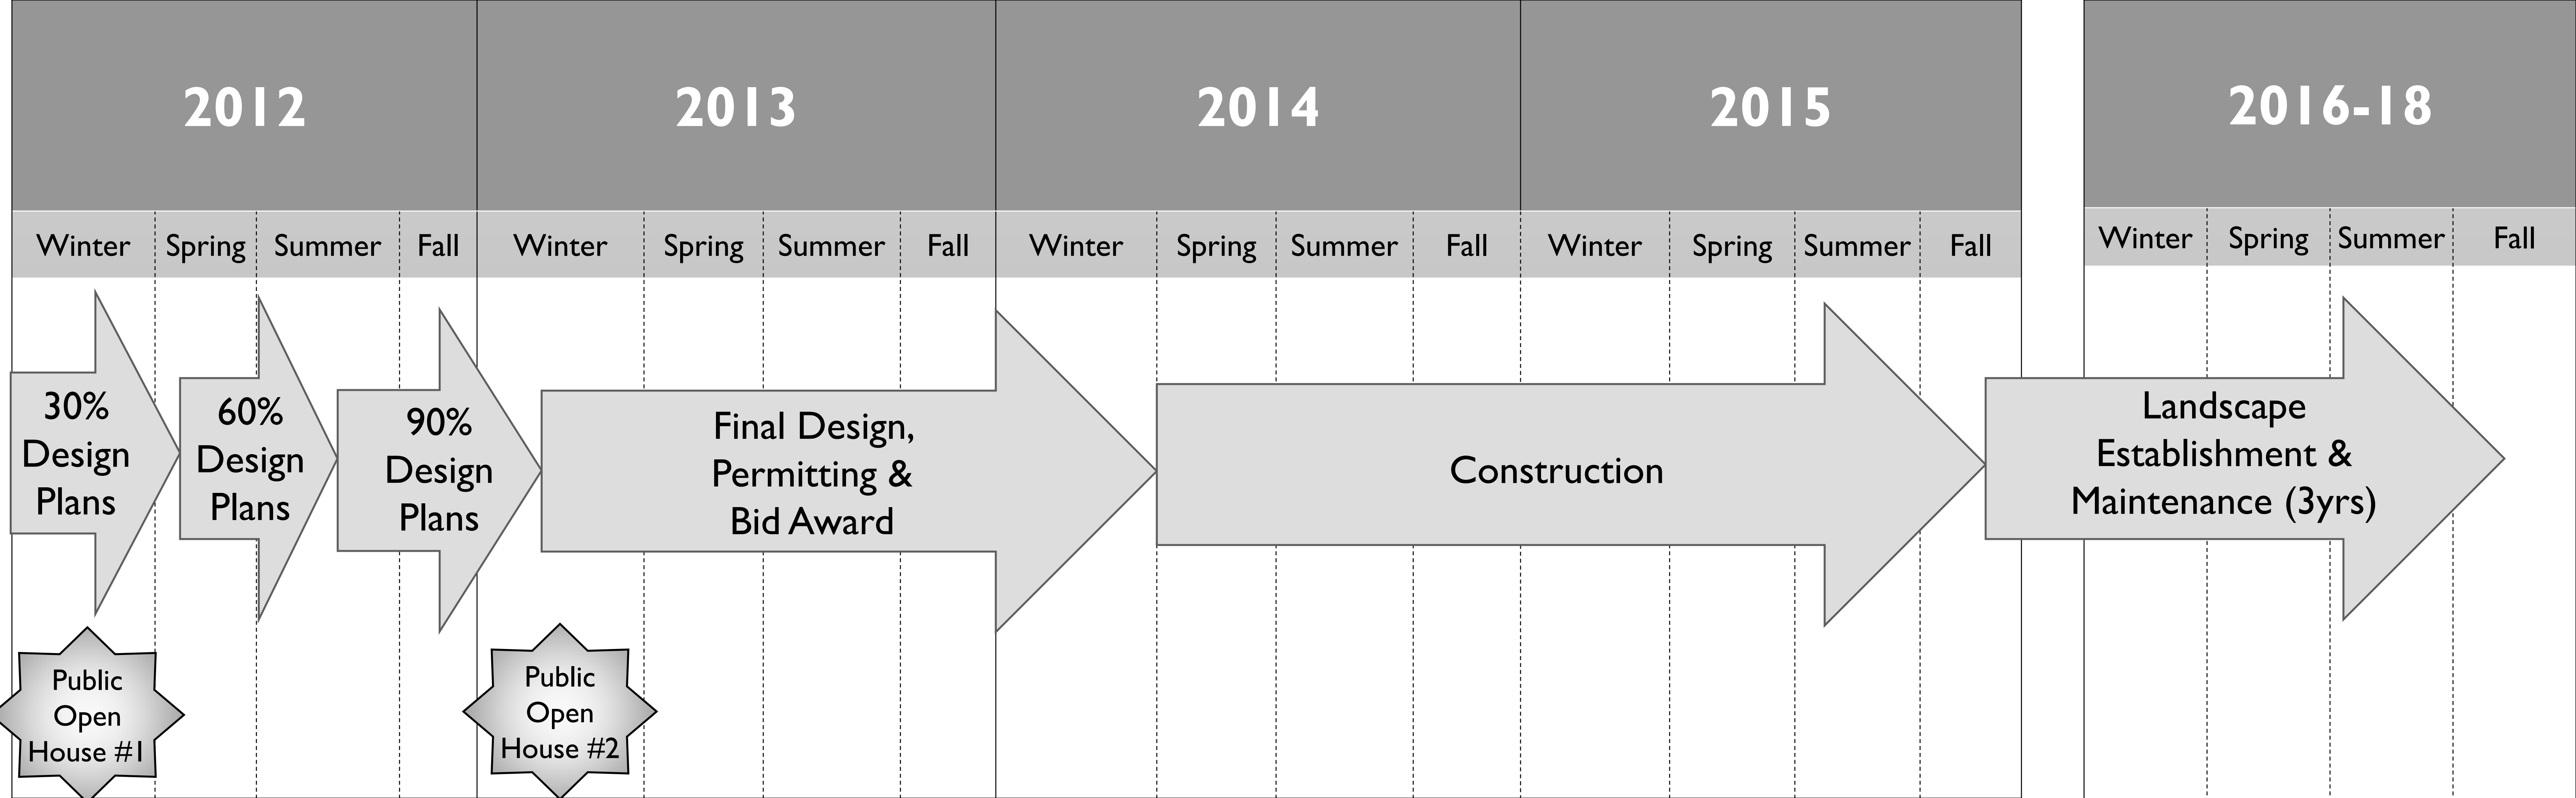 2012 2013 2014 2015 2016-18
Winter Spring Summer Fall Winter Spring Summer Fall Winter Spring Summer Fall Winter Spring Summer Fall Winter Spring Summer Fall
30%
Design
Plans
60%
Design
Plans
90%
Design
Plans
Final Design,
Permitting &
Bid Award
Construction
Landscape
Establishment &
Maintenance (3yrs)
Public
Open
House #1
Public
Open
House #2